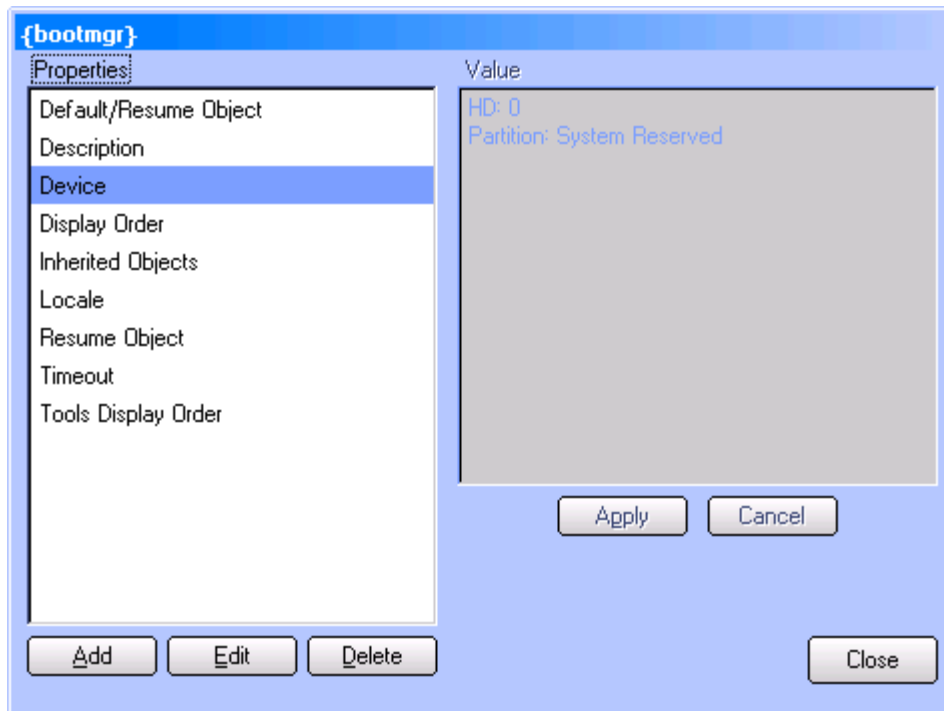 {bootmgr}
Properties
Default/Resume Object
Description
Device
Display Order
Inherited Objects
Locale
Resume Object
Timeout
Tools Display Order
Add
Edit
Delete
Value
HD: 0
Partition: System Reserved
Apply
Cancel
Close